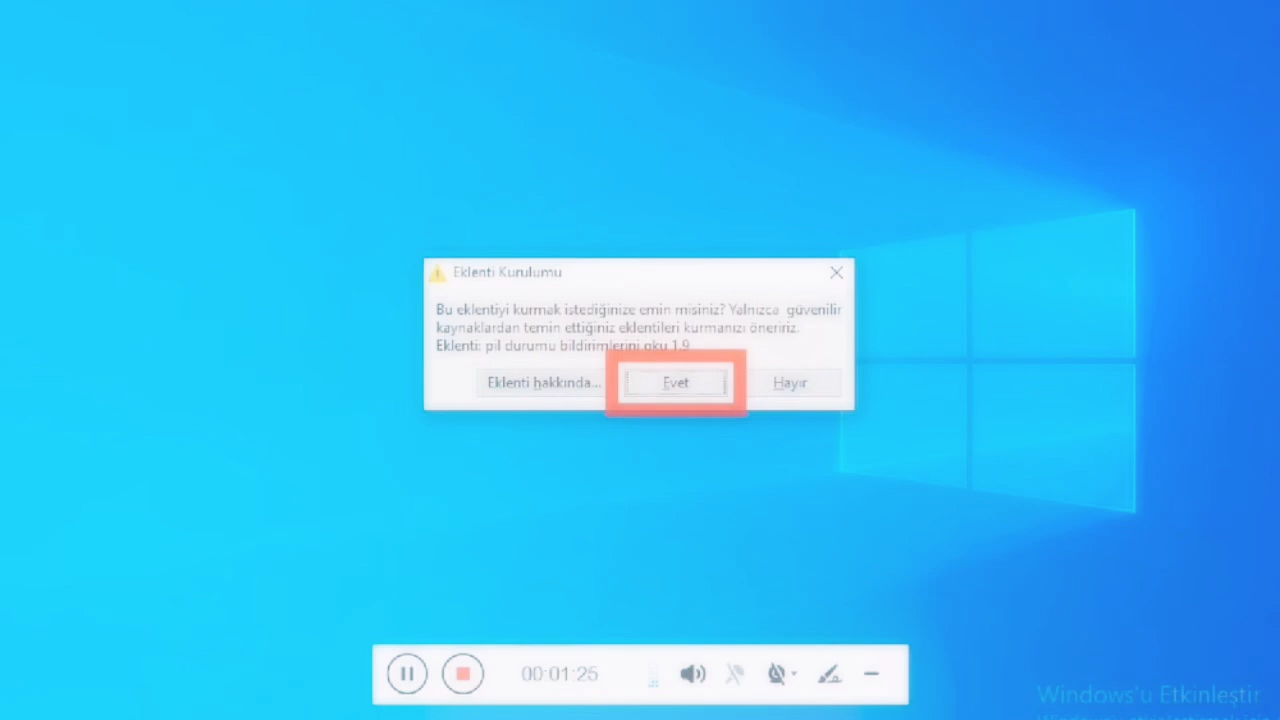 Eklenti Kurulumu
Bu eklentiyi kurmak istediğinize emin misiniz? Yalnızca güvenilir
kaynaklardan temin ettiğiniz eklentileri kurmanızı öneririz.
Eklenti: pil durumu bildirimlerini oku 1.9
Eklenti hakkında...
Evet
Hayır
00:01:25
Windows'u Etkinleştir